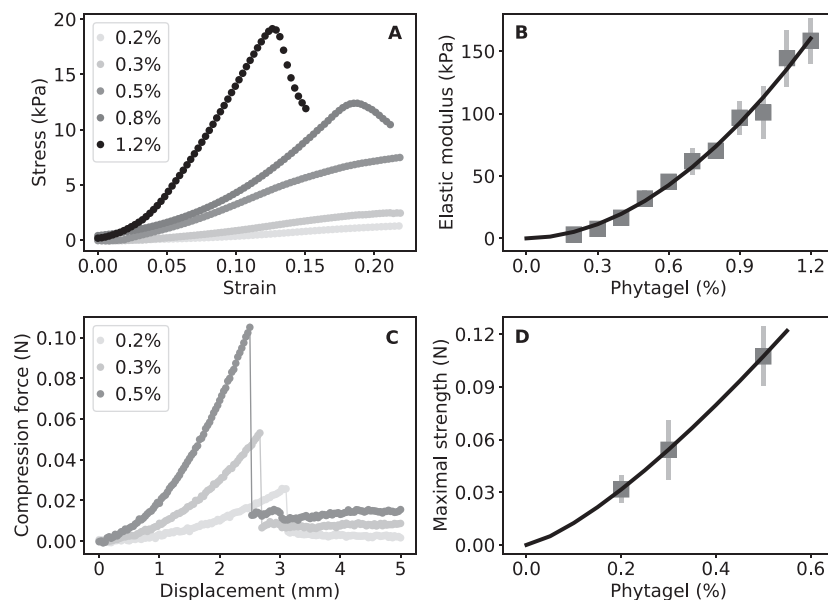 A
Stress (kPa)
20
15
10
5
0
0.2%
0.3%
0.5%
0.8%
1.2%
0.00 0.05 0.10 0.15 0.20
Strain
B
Elastic modulus (kPa)
150
100
50
0
0.0 0.3 0.6 0.9 1.2
Phytagel (%)
C
Compression force (N)
0.10
0.08
0.06
0.04
0.02
0.00
0.2%
0.3%
0.5%
0 1 2 3 4 5
Displacement (mm)
D
Maximal strength (N)
0.12
0.09
0.06
0.03
0.00
0.0 0.2 0.4 0.6
Phytagel (%)